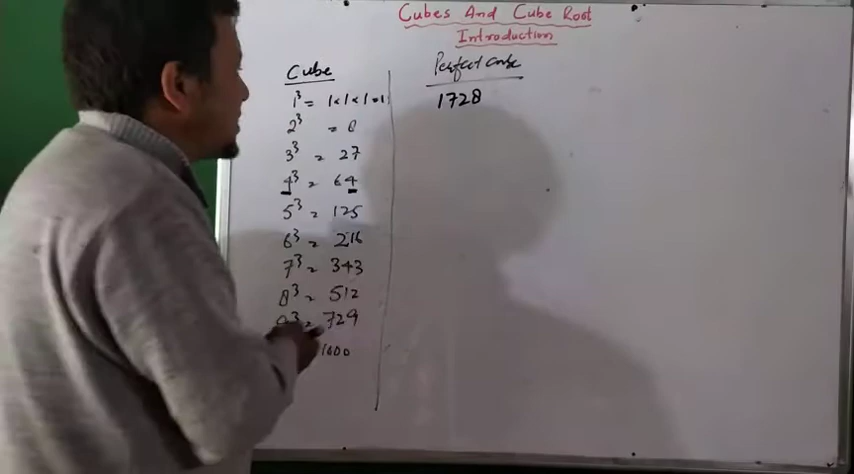 Cubes And Cube Root
Introduction
Cube
1³ = 1×1×1=1
2³ = 8
3³ = 27
4³ = 64
5³ = 125
6³ = 216
7³ = 343
8³ = 512
9³ = 729
1000
Perfect cube
1728